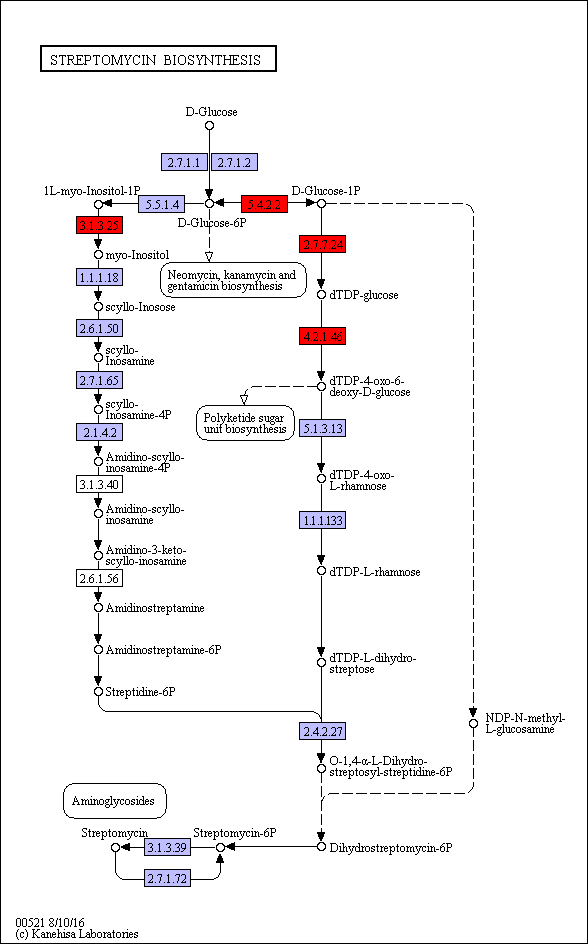 STREPTOMYCIN BIOSYNTHESIS
D-Glucose
2.7.1.1
2.7.1.2
1L-myo-Inositol-1P
5.5.1.4
5.4.2.2
D-Glucose-1P
D-Glucose-6P
3.1.3.25
2.7.7.24
myo-Inositol
Neomycin, kanamycin and
gentamicin biosynthesis
1.1.1.18
dTDP-glucose
scyllo-Inosose
2.6.1.50
4.2.1.46
scyllo-
Inosamine
2.7.1.65
dTDP-4-oxo-6-
deoxy-D-glucose
scyllo-
Inosamine-4P
Polyketide sugar
unit biosynthesis
2.1.4.2
5.1.3.13
Amidino-scyllo-
inosamine-4P
3.1.3.40
dTDP-4-oxo-
L-rhamnose
Amidino-scyllo-
inosamine
1.1.1.133
Amidino-3-keto-
scyllo-inosamine
2.6.1.56
dTDP-L-rhamnose
Amidinostreptamine
Amidinostreptamine-6P
dTDP-L-dihydro-
streptose
Streptidine-6P
NDP-N-methyl-
L-glucosamine
2.4.2.27
O-1,4-α-L-Dihydro-
streptosyl-streptidine-6P
Aminoglycosides
Streptomycin
Streptomycin-6P
3.1.3.39
Dihydrostreptomycin-6P
2.7.1.72
00521 8/10/16
(c) Kanehisa Laboratories